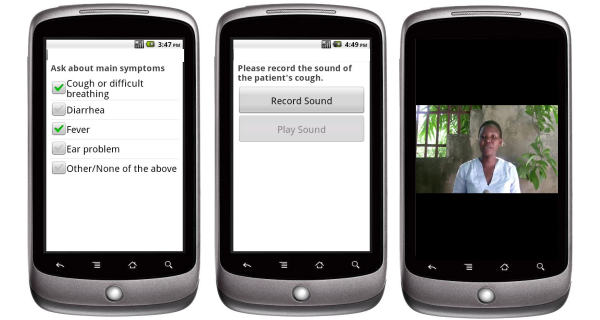 3:47 PM
Ask about main symptoms
Cough or difficult
breathing
Diarrhea
Fever
Ear problem
Other/None of the above
4:49 PM
Please record the sound of
the patient's cough.
Record Sound
Play Sound